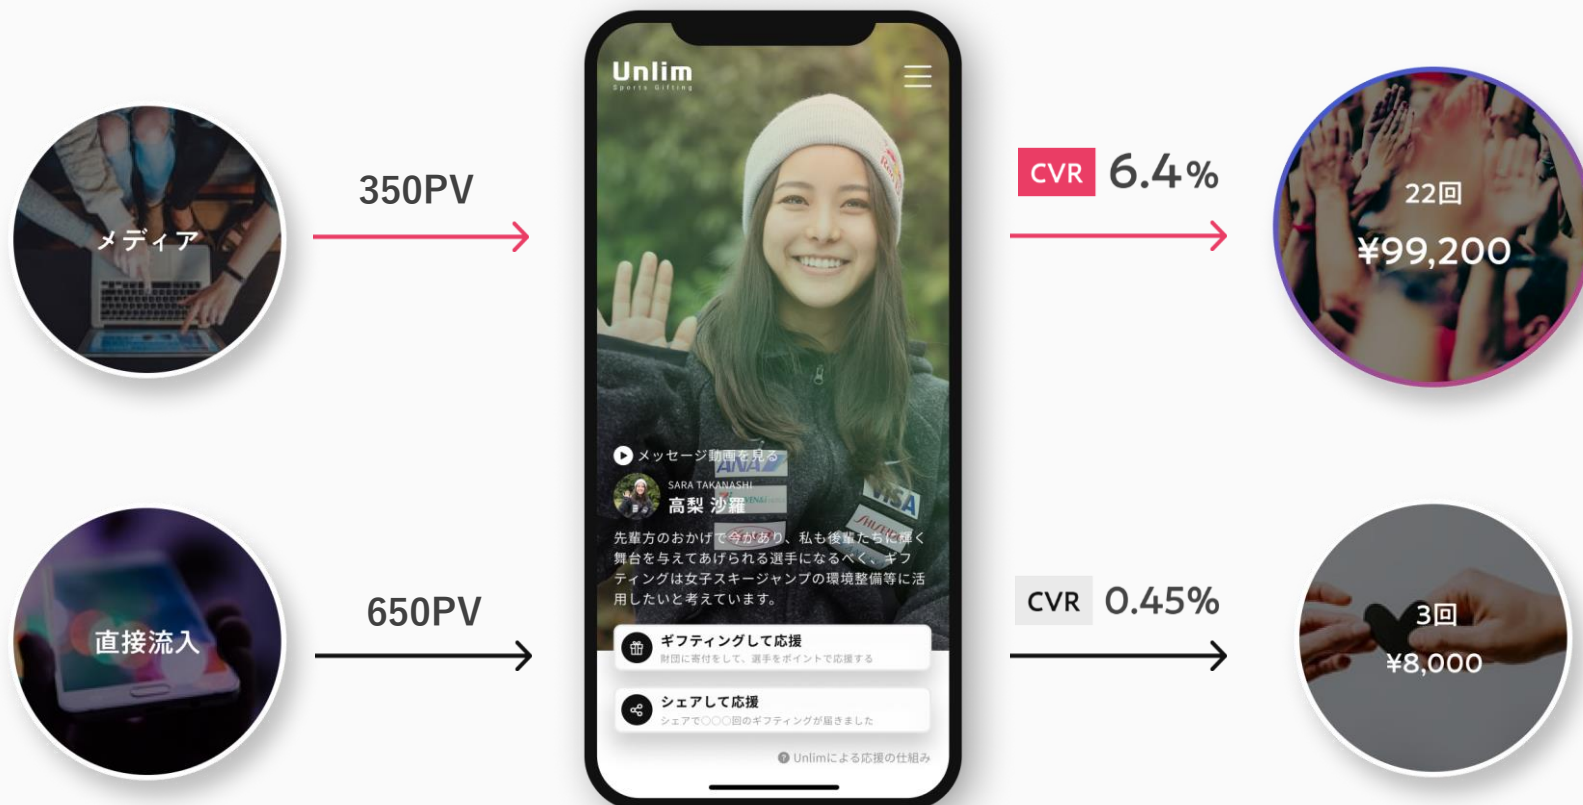 メディア
350PV
Unlim
Sports Gifting
CVR 6.4%
22回
¥99,200
メッセージ動画を見る
ANA
SARA TAKANASHI
高梨 沙羅
VISA
先輩方のおかげで今があり、私も後輩たちに輝く
舞台を与えてあげられる選手になるべく、ギフ
ティングは女子スキージャンプの環境整備等に活
用したいと考えています。
直接流入
650PV
ギフティングして応援
財団に寄付をして、選手をポイントで応援する
シェアして応援
シェアで〇〇〇回のギフティングが届きました
Unlimによる応援の仕組み
CVR 0.45%
3回
¥8,000